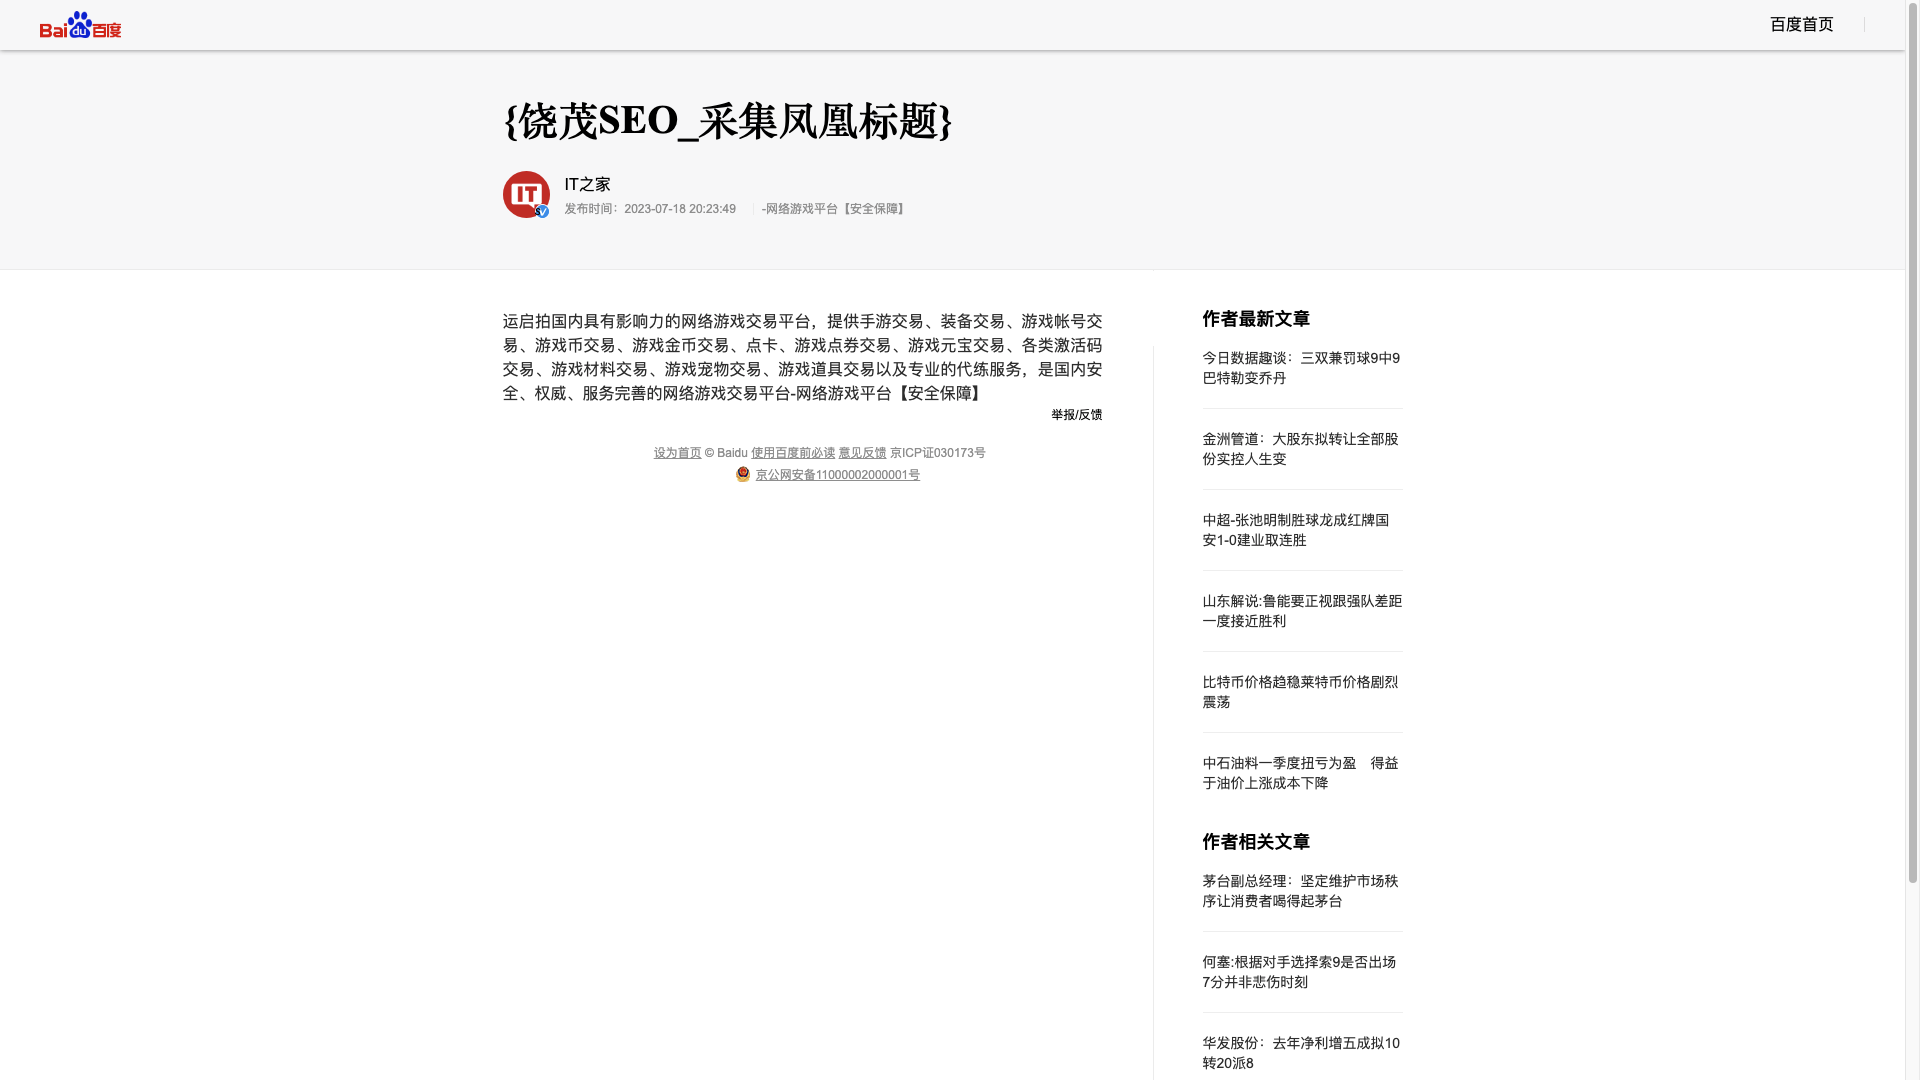 Bai du 百度
百度首页
{饶茂SEO_采集凤凰标题}
IT
IT之家
发布时间：2023-07-18 20:23:49
-网络游戏平台【安全保障】
运启拍国内具有影响力的网络游戏交易平台，提供手游交易、装备交易、游戏帐号交
易、游戏币交易、游戏金币交易、点卡、游戏点券交易、游戏元宝交易、各类激活码
交易、游戏材料交易、游戏宠物交易、游戏道具交易以及专业的代练服务，是国内安
全、权威、服务完善的网络游戏交易平台-网络游戏平台【安全保障】
举报/反馈
设为首页 © Baidu 使用百度前必读 意见反馈 京ICP证030173号
京公网安备11000002000001号
作者最新文章
今日数据趣谈：三双兼罚球9中9
巴特勒变乔丹
金洲管道：大股东拟转让全部股
份实控人生变
中超-张池明制胜球龙成红牌国
安1-0建业取连胜
山东解说:鲁能要正视跟强队差距
一度接近胜利
比特币价格趋稳莱特币价格剧烈
震荡
中石油料一季度扭亏为盈　得益
于油价上涨成本下降
作者相关文章
茅台副总经理：坚定维护市场秩
序让消费者喝得起茅台
何塞:根据对手选择索9是否出场
7分并非悲伤时刻
华发股份：去年净利增五成拟10
转20派8